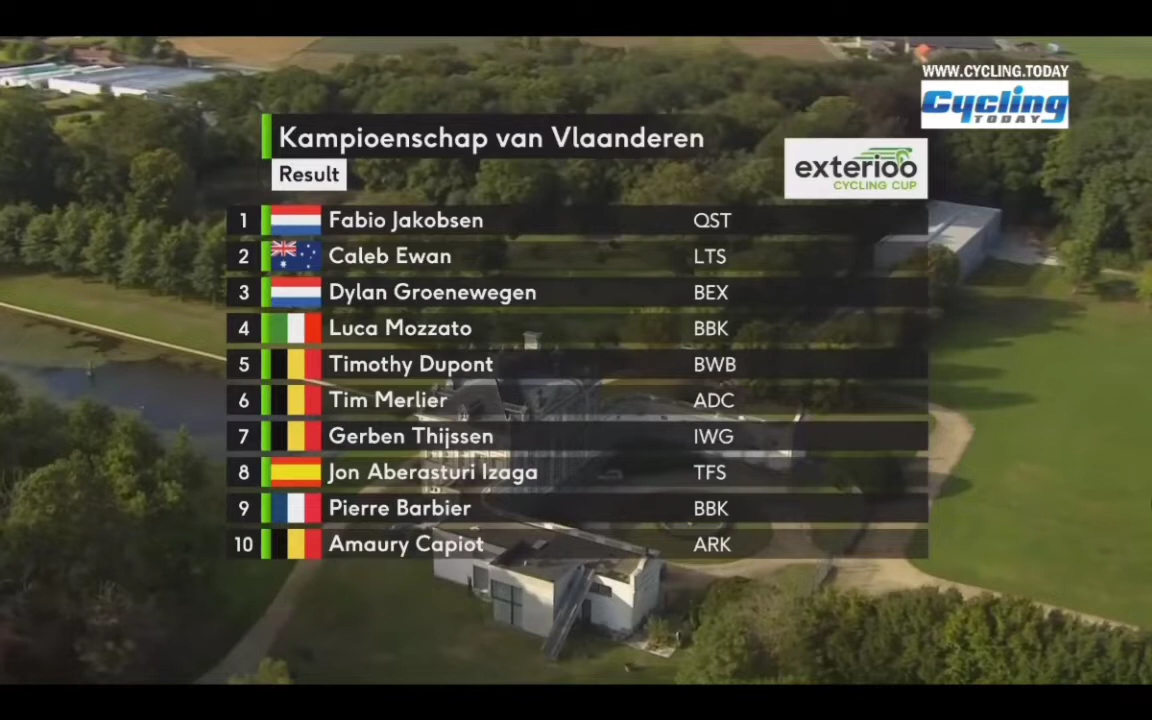 WWW.CYCLING.TODAY
Cycling
TODAY
Kampioenschap van Vlaanderen
Result
exterioo
CYCLING CUP
1 Fabio Jakobsen QST
2 Caleb Ewan LTS
3 Dylan Groenewegen BEX
4 Luca Mozzato BBK
5 Timothy Dupont BWB
6 Tim Merlier ADC
7 Gerben Thijssen IWG
8 Jon Aberasturi Izaga TFS
9 Pierre Barbier BBK
10 Amaury Capiot ARK